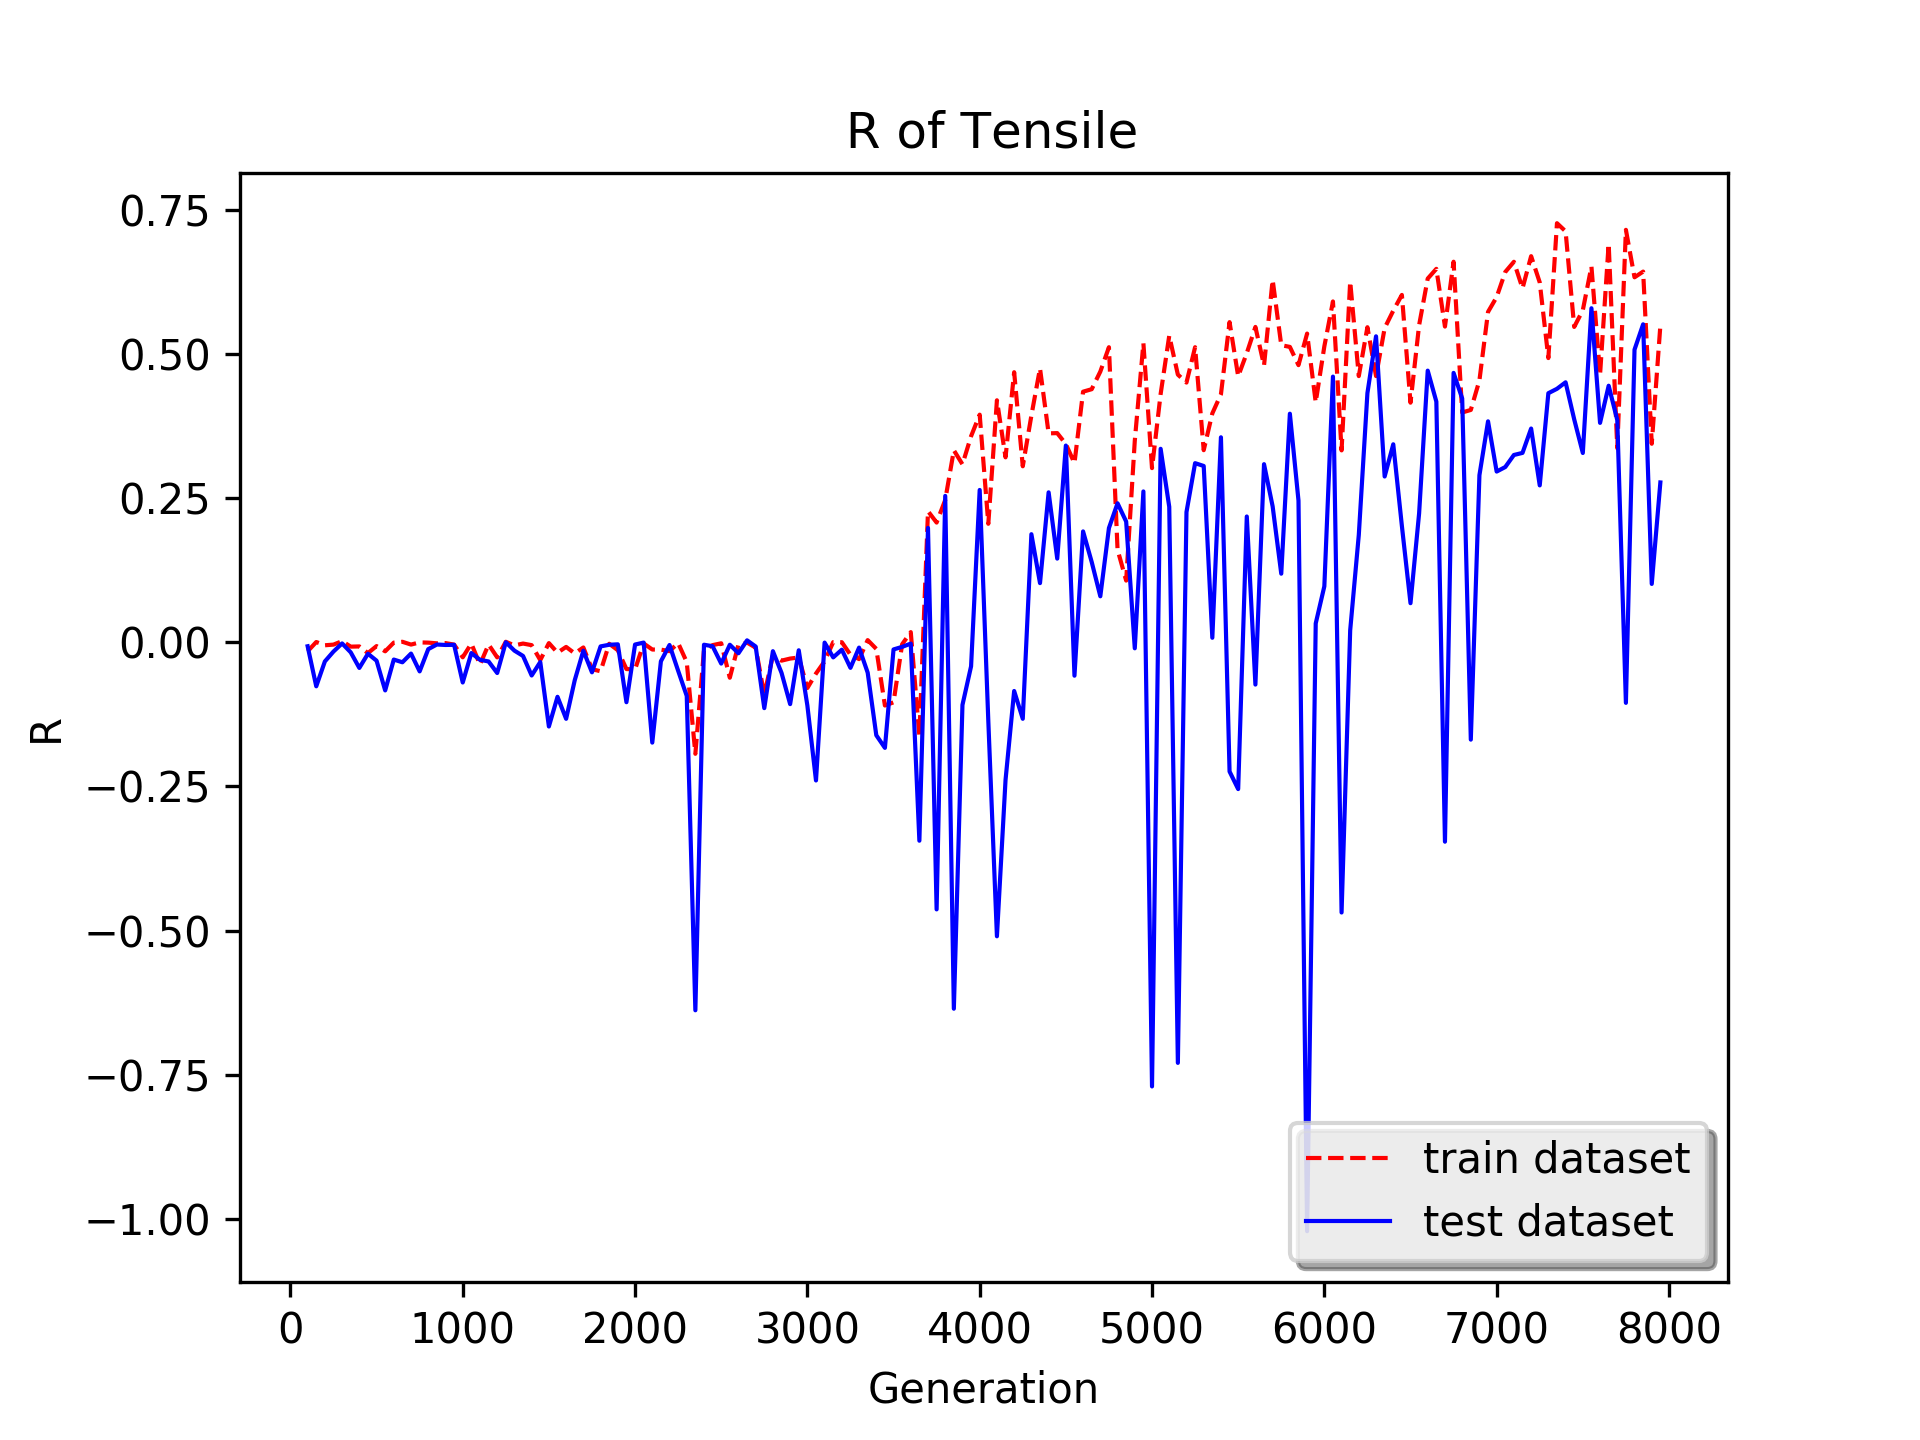 R of Tensile
0.75
0.50
0.25
0.00
−0.25
−0.50
−0.75
−1.00
R
train dataset
test dataset
0 1000 2000 3000 4000 5000 6000 7000 8000
Generation